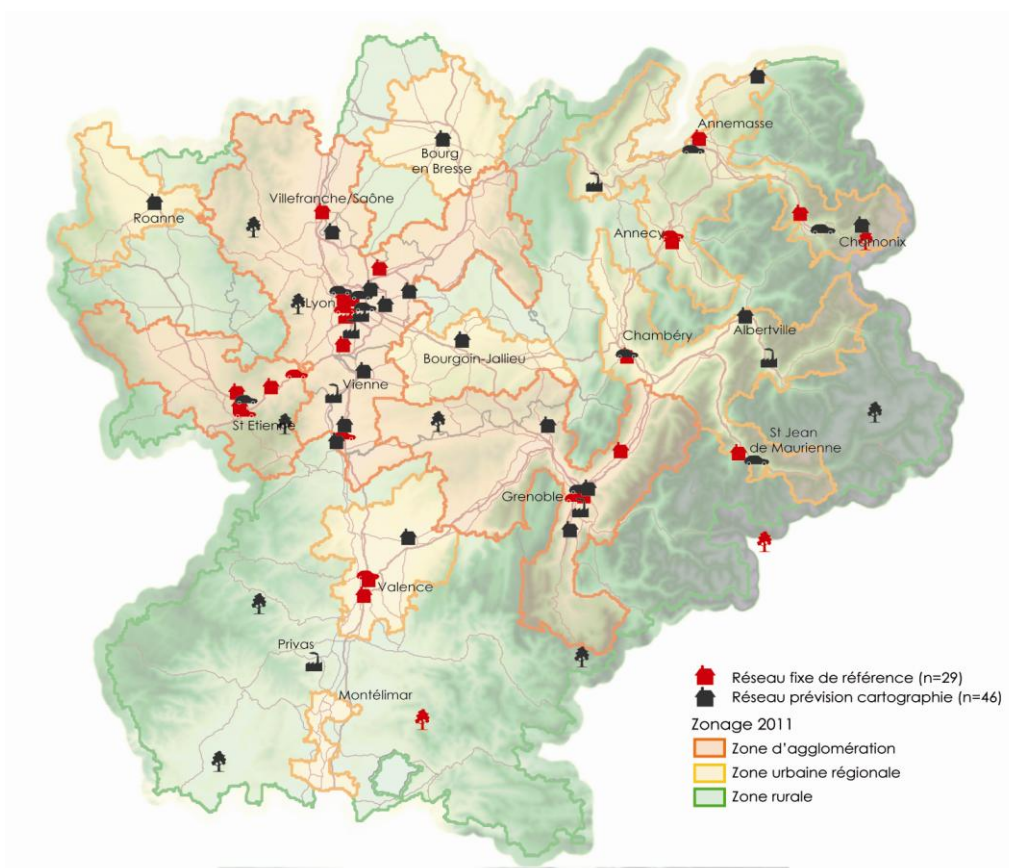 Annemasse
Bourg
en Bresse
Villefranche/Saône
Roanne
Annecy
Chamonix
Lyon
Albertville
Chambéry
Bourgoin-Jallieu
Vienne
St Etienne
St Jean
de Maurienne
Grenoble
Valence
Privas
Montélimar
Réseau fixe de référence (n=29)
Réseau prévision cartographie (n=46)
Zonage 2011
Zone d'agglomération
Zone urbaine régionale
Zone rurale